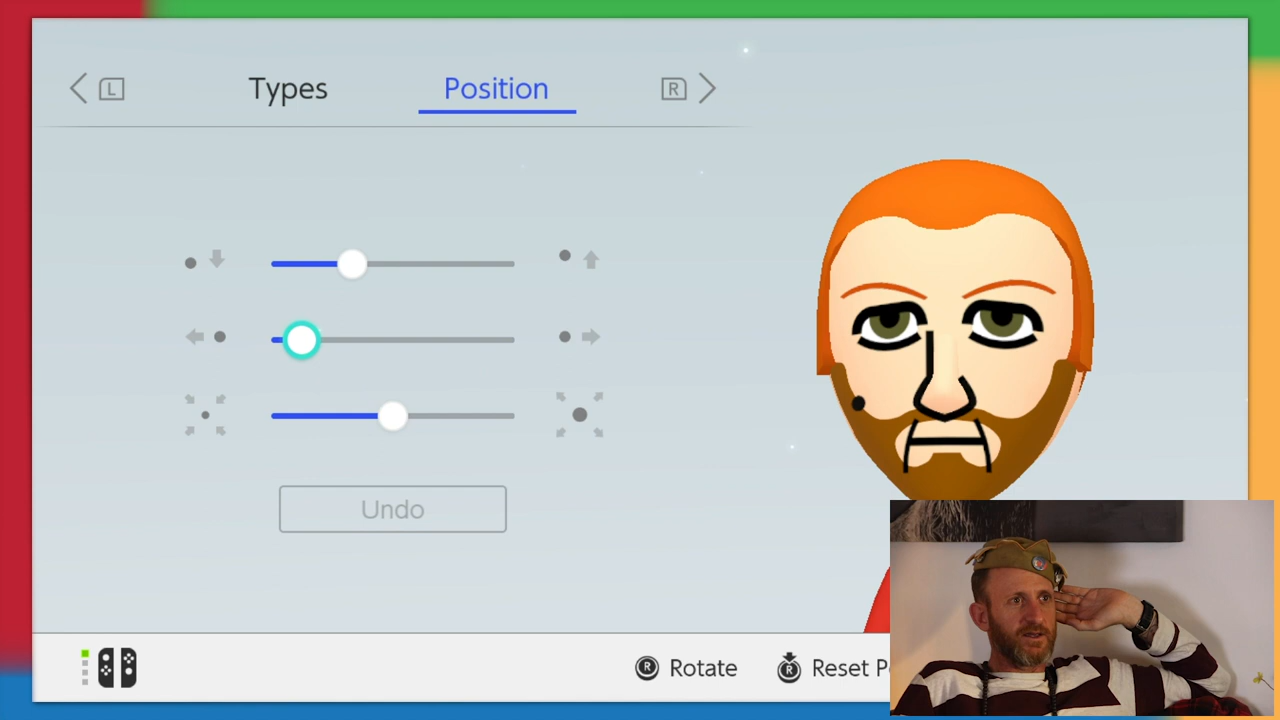 L Types Position R
Undo
R Rotate R Reset P